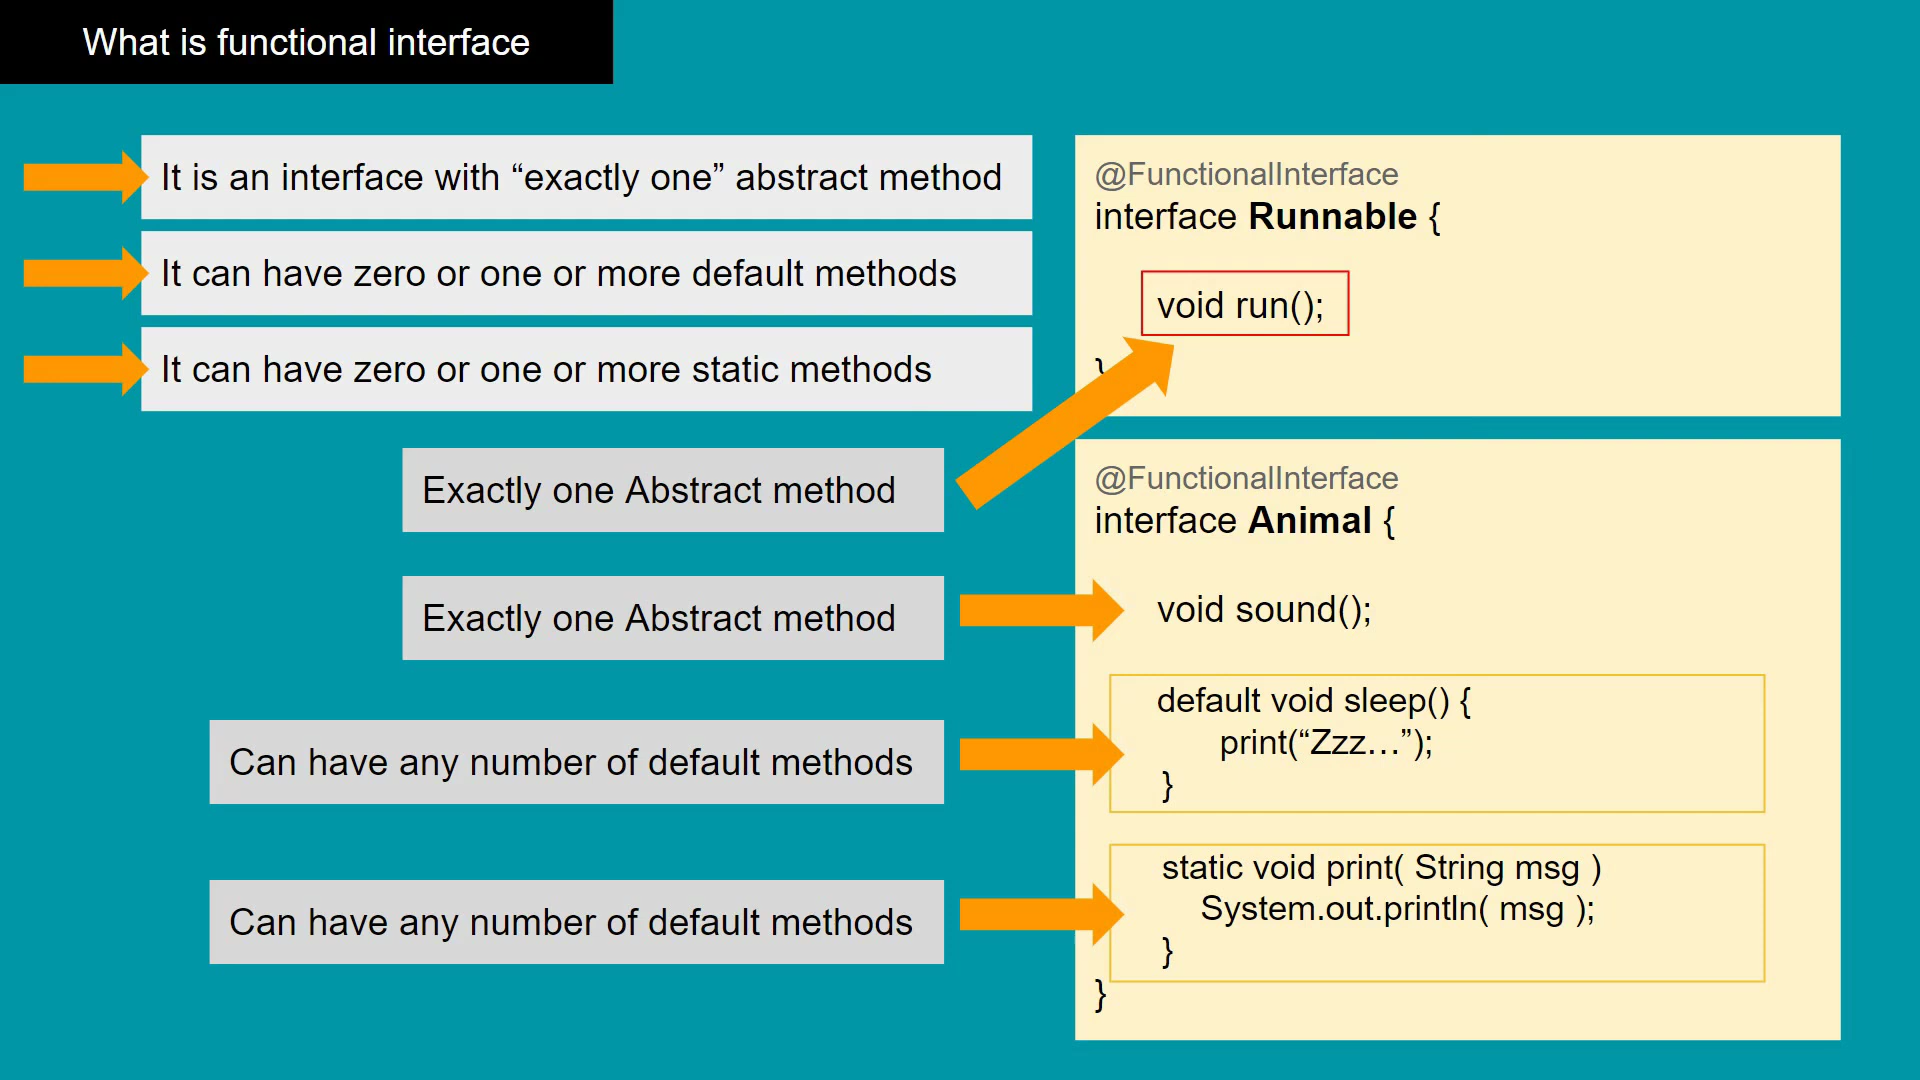 What is functional interface
It is an interface with “exactly one” abstract method
It can have zero or one or more default methods
It can have zero or one or more static methods
Exactly one Abstract method
Exactly one Abstract method
Can have any number of default methods
Can have any number of default methods
@FunctionalInterface
interface Runnable {
void run();
}
@FunctionalInterface
interface Animal {
void sound();
default void sleep() {
print(“Zzz…”);
}
static void print( String msg )
System.out.println( msg );
}
}